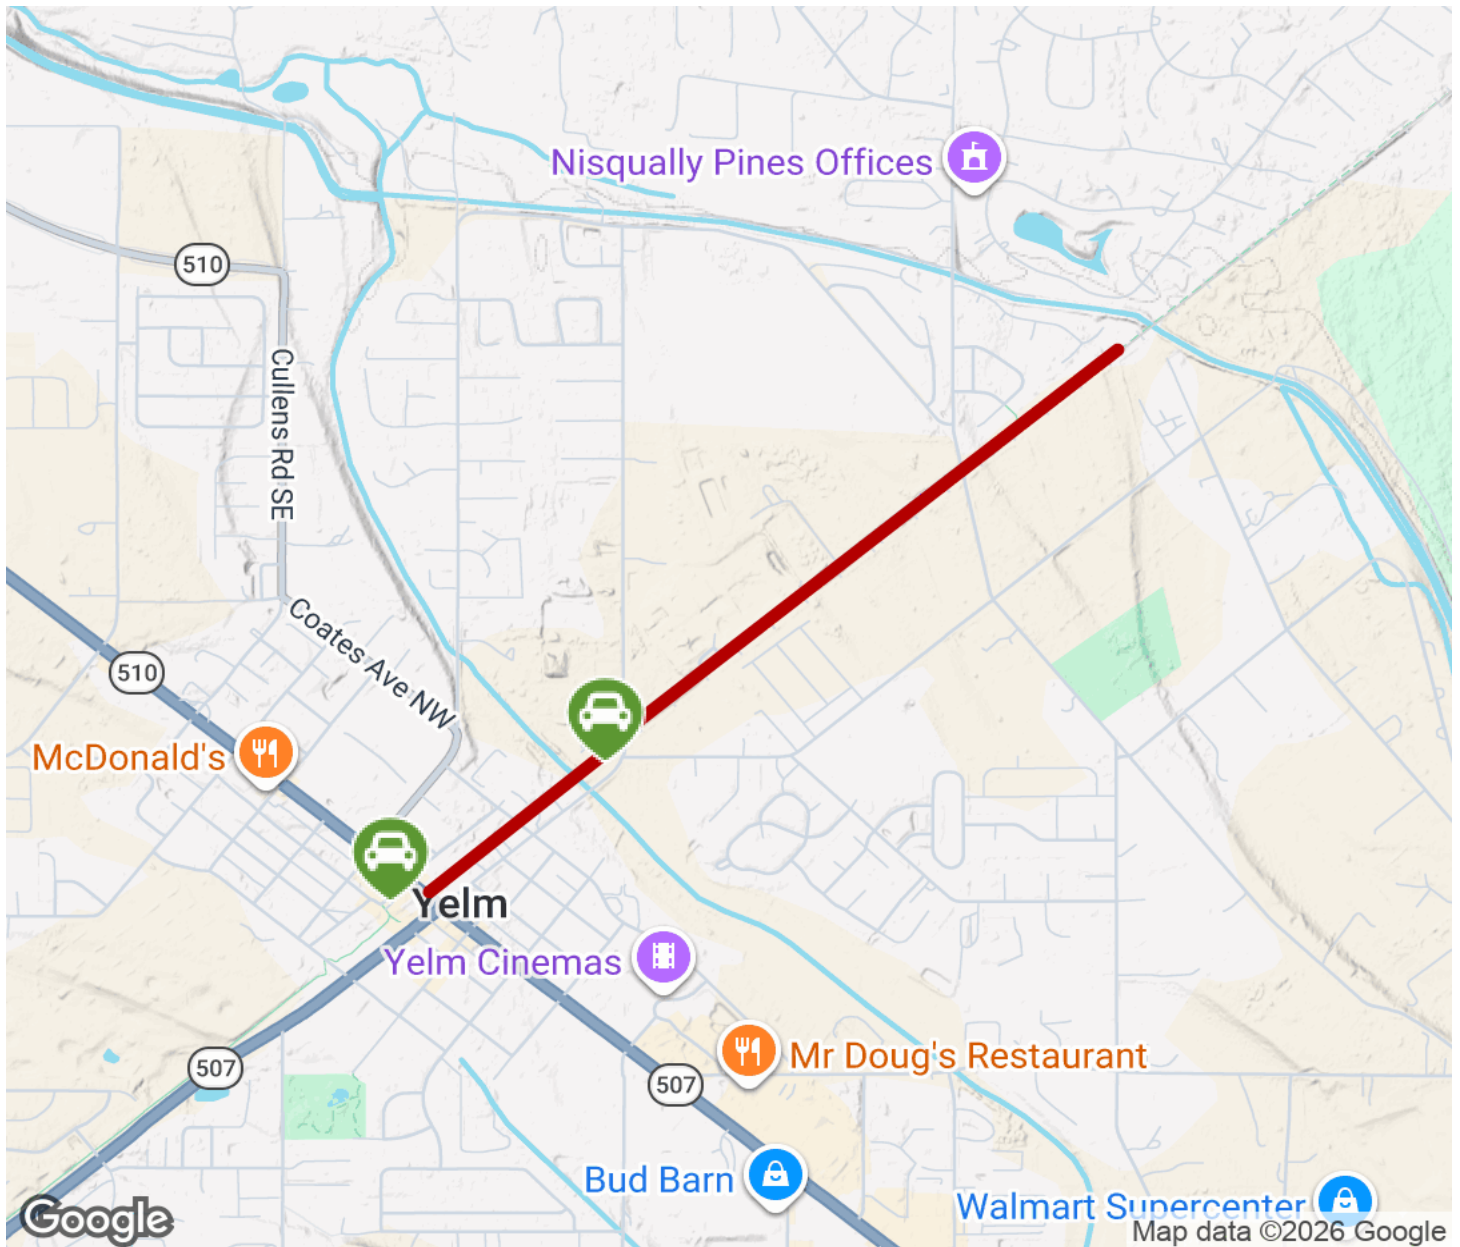 Nisqually Pines Offices
510
Cullens Rd SE
Coates Ave NW
510
McDonald's
Yelm
Yelm Cinemas
Mr Doug's Restaurant
507
507
Bud Barn
Walmart Supercenter
Google
Map data ©2026 Google